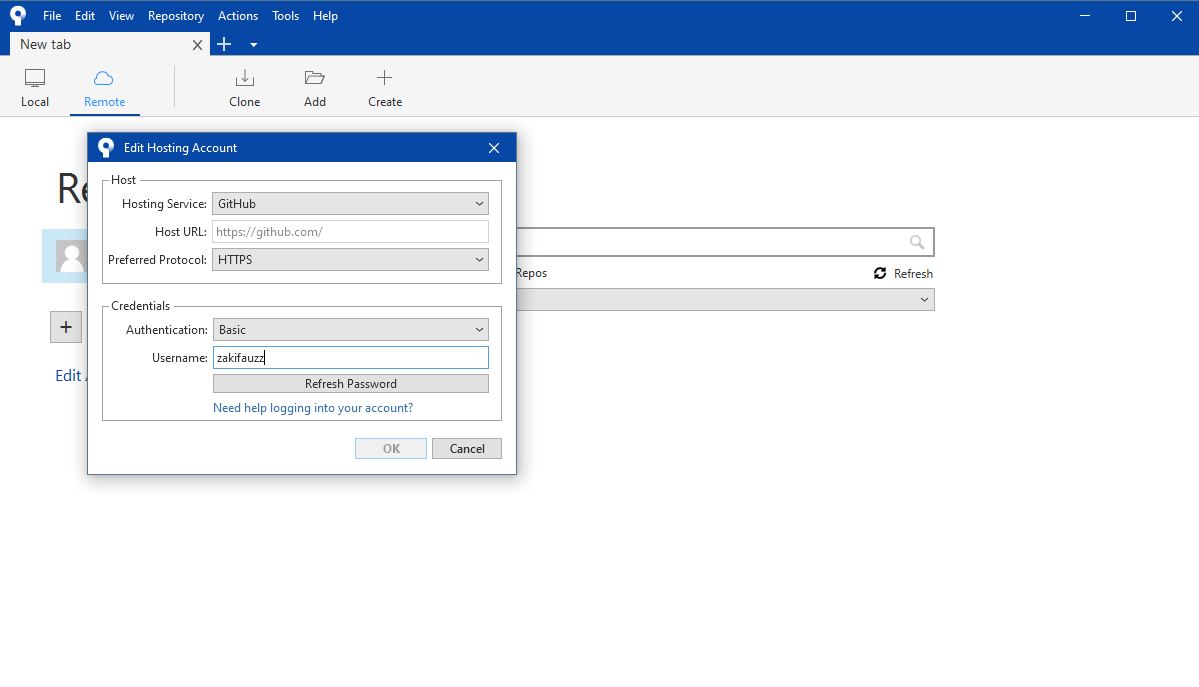 File Edit View Repository Actions Tools Help
New tab
Local Remote Clone Add Create
Edit Hosting Account
Re
Host
Hosting Service: GitHub
Host URL: https://github.com/
Preferred Protocol: HTTPS
Repos Refresh
Credentials
Authentication: Basic
Username: zakifauzz
Edit
Refresh Password
Need help logging into your account?
OK Cancel